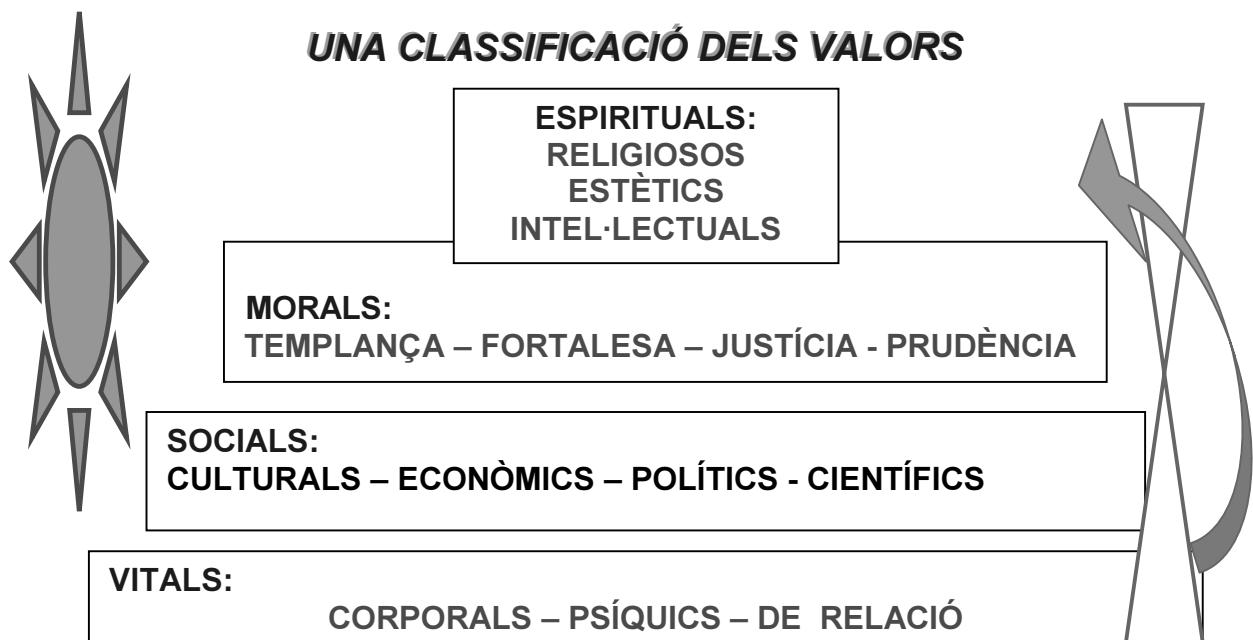 UNA CLASSIFICACIÓ DELS VALORS
ESPIRITUALS:
RELIGIOSOS
ESTÈTICS
INTEL·LECTUALS
MORALS:
TEMPLANÇA – FORTALESA – JUSTÍCIA - PRUDÈNCIA
SOCIALS:
CULTURALS – ECONÒMICS – POLÍTICS - CIENTÍFICS
VITALS:
CORPORALS – PSÍQUICS – DE RELACIÓ